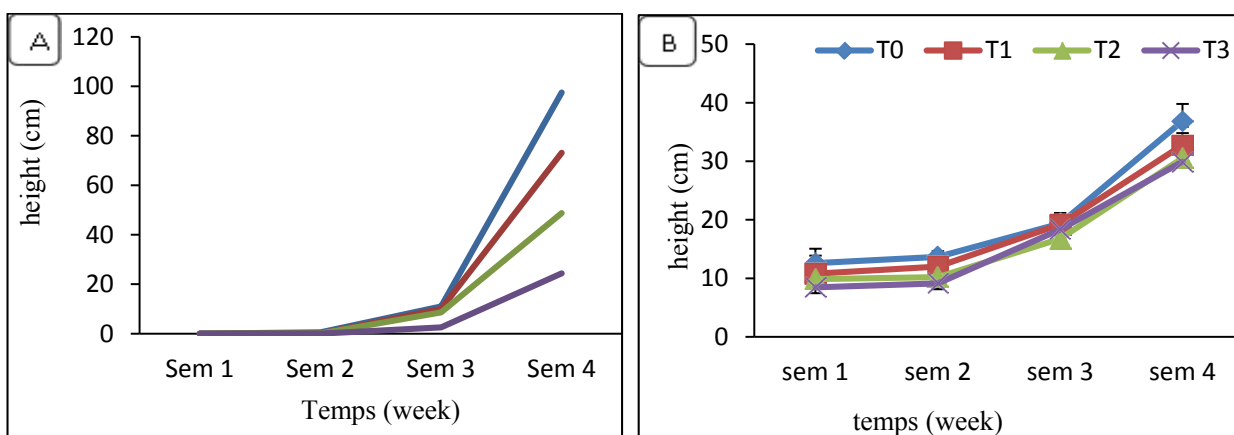 A
height (cm)
120
100
80
60
40
20
0
Sem 1 Sem 2 Sem 3 Sem 4
Temps (week)
B
T0 T1 T2 T3
height (cm)
50
40
30
20
10
0
sem 1 sem 2 sem 3 sem 4
temps (week)